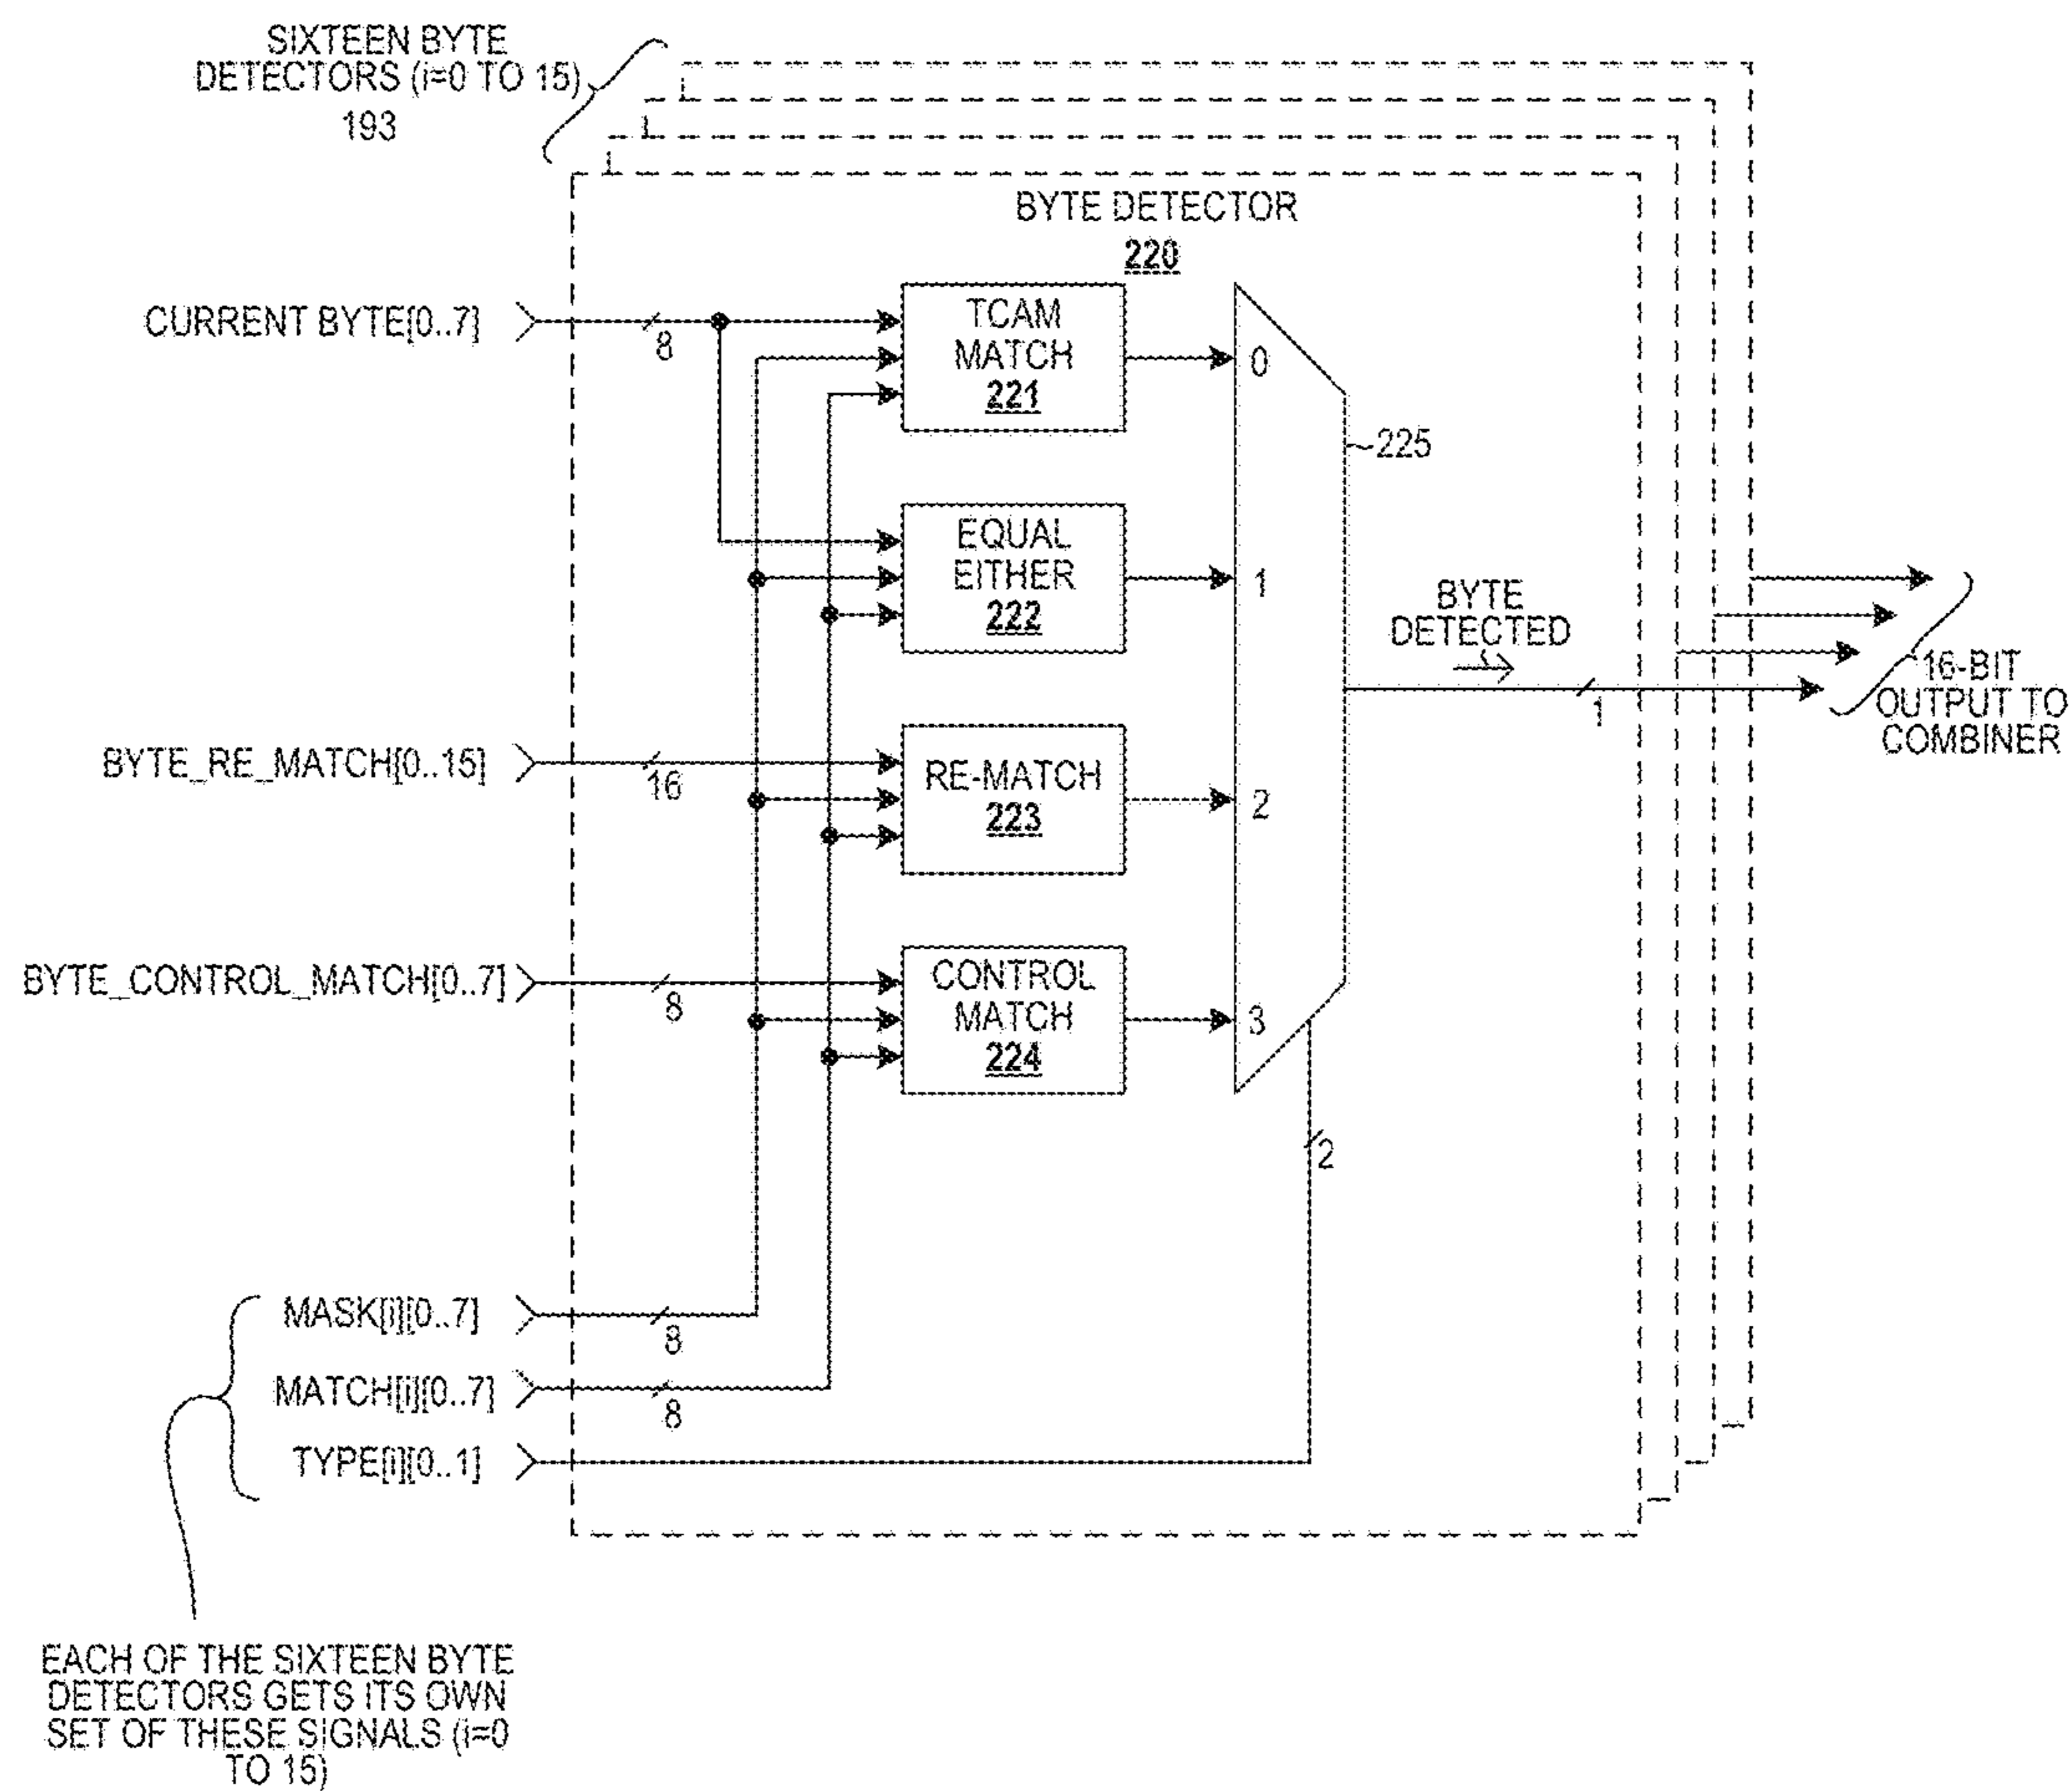 SIXTEEN BYTE
DETECTORS (i=0 TO 15)
193
BYTE DETECTOR
220
CURRENT BYTE[0..7]
8
TCAM
MATCH
221
0
225
EQUAL
EITHER
222
1
BYTE
DETECTED
1
16-BIT
OUTPUT TO
COMBINER
BYTE_RE_MATCH[0..15]
16
RE-MATCH
223
2
BYTE_CONTROL_MATCH[0..7]
8
CONTROL
MATCH
224
3
2
MASK[i][0..7]
8
MATCH[i][0..7]
8
TYPE[i][0..1]
EACH OF THE SIXTEEN BYTE
DETECTORS GETS ITS OWN
SET OF THESE SIGNALS (i=0
TO 15)